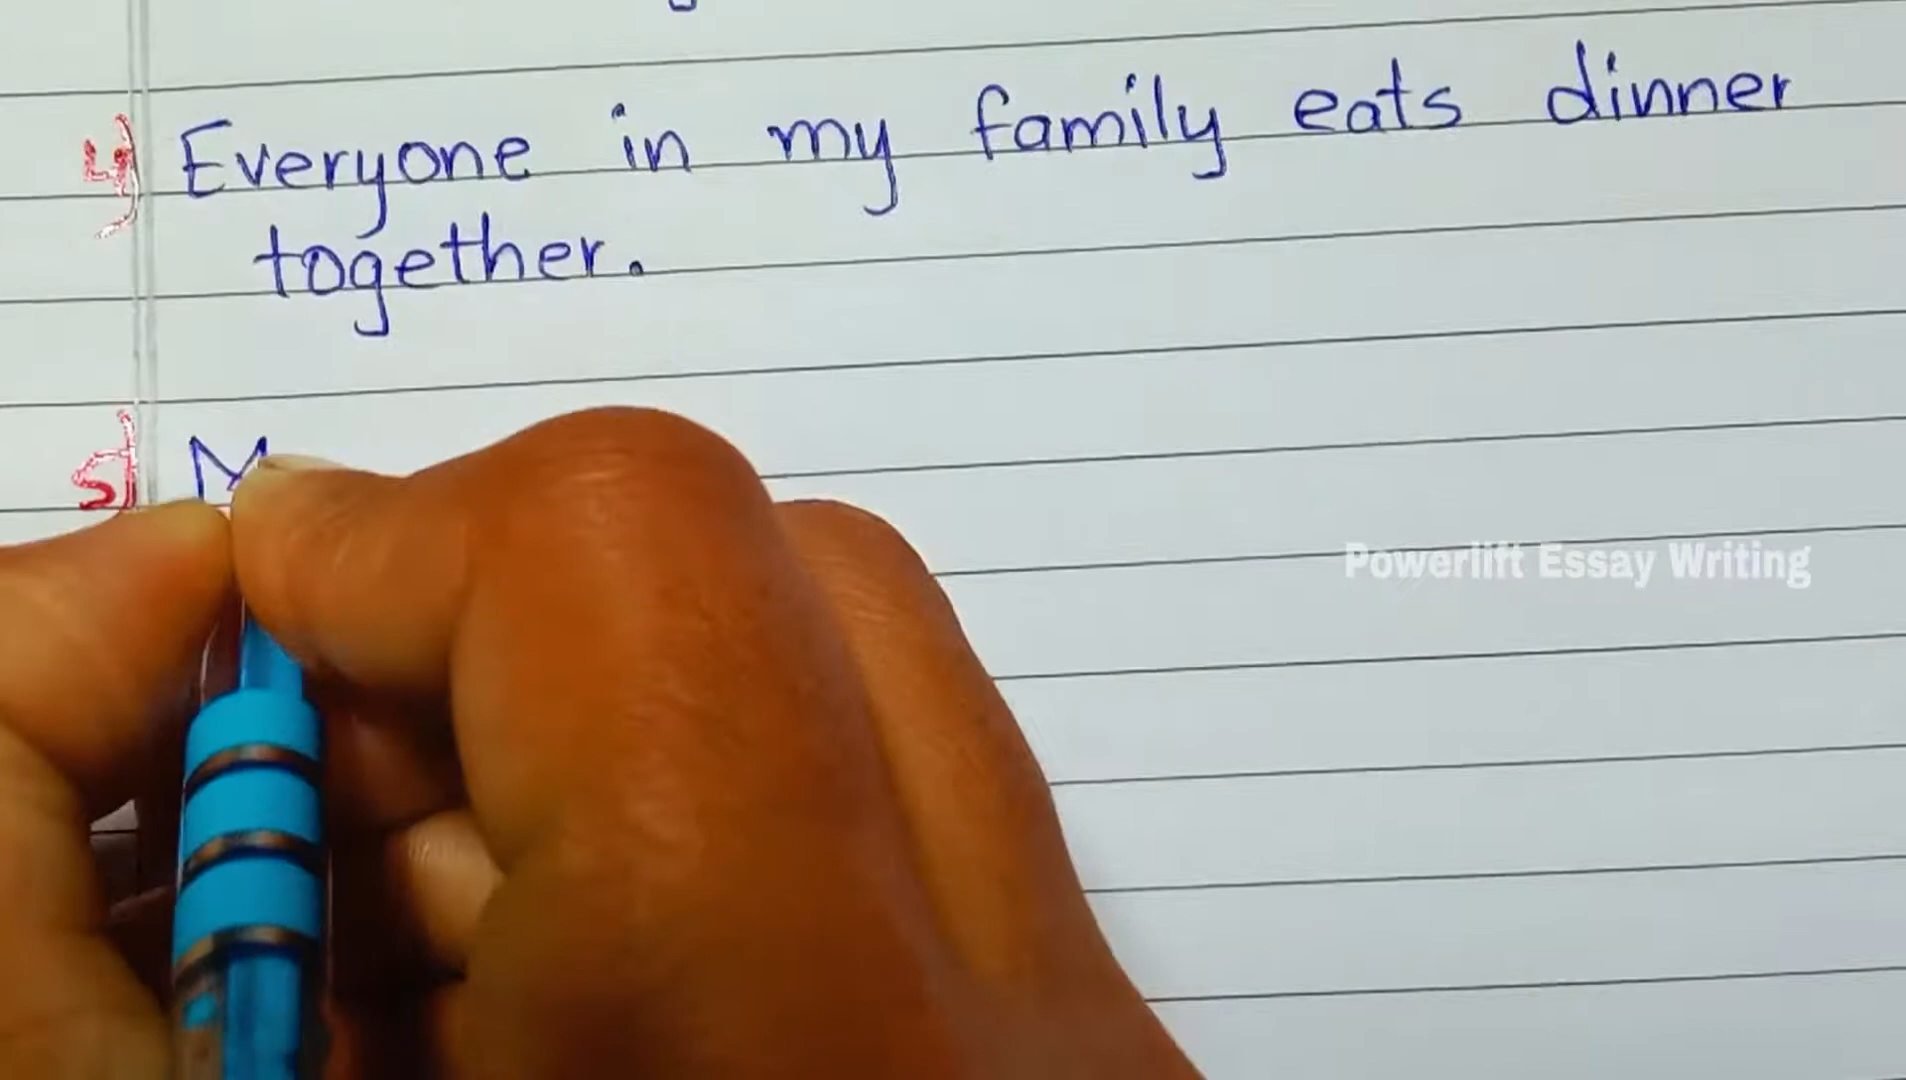 4) Everyone in my family eats dinner
together.
5) M
Powerlift Essay Writing